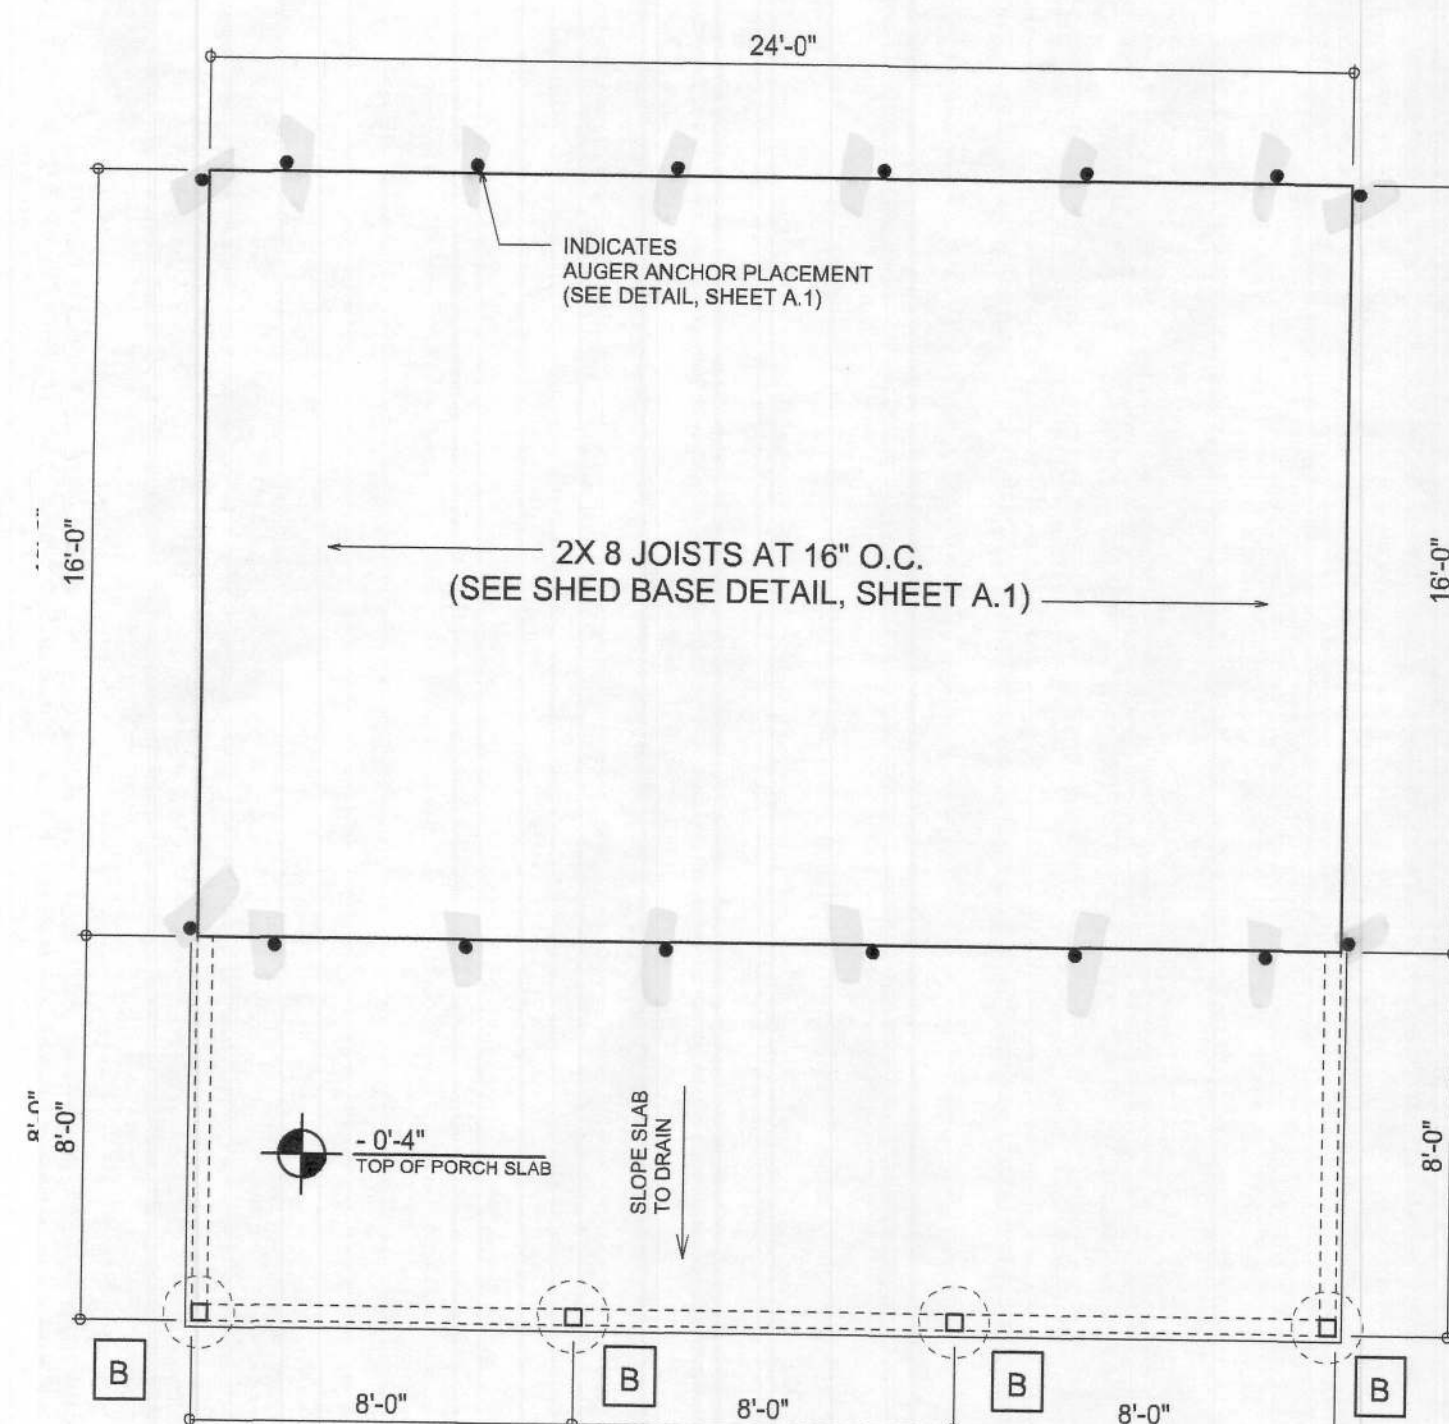 24'-0"
INDICATES
AUGER ANCHOR PLACEMENT
(SEE DETAIL, SHEET A.1)
16'-0"
16'-0"
2X 8 JOISTS AT 16" O.C.
(SEE SHED BASE DETAIL, SHEET A.1)
8'-0"
8'-0"
- 0'-4"
TOP OF PORCH SLAB
SLOPE SLAB
TO DRAIN
8'-0"
B
B
B
B
8'-0"
8'-0"
8'-0"